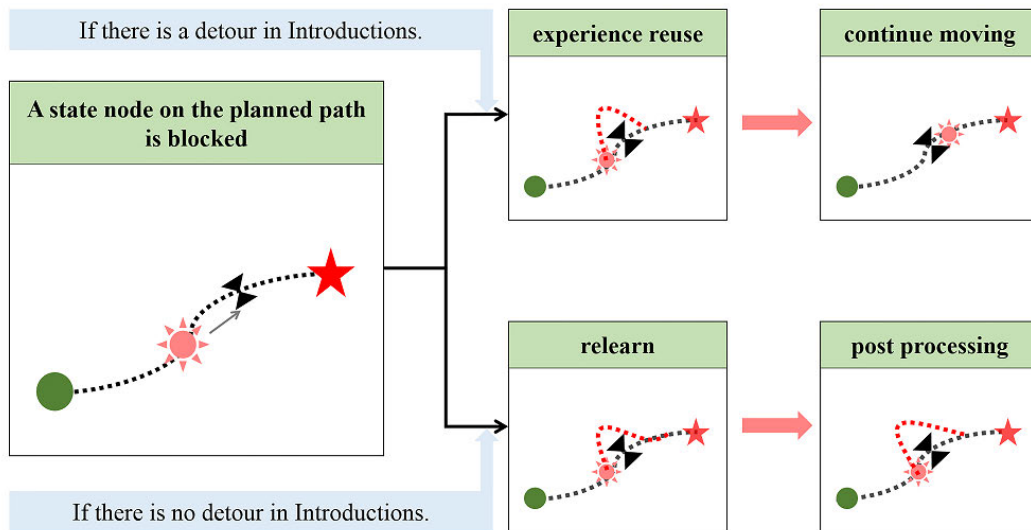 If there is a detour in Introductions.
A state node on the planned path
is blocked
experience reuse
continue moving
relearn
post processing
If there is no detour in Introductions.